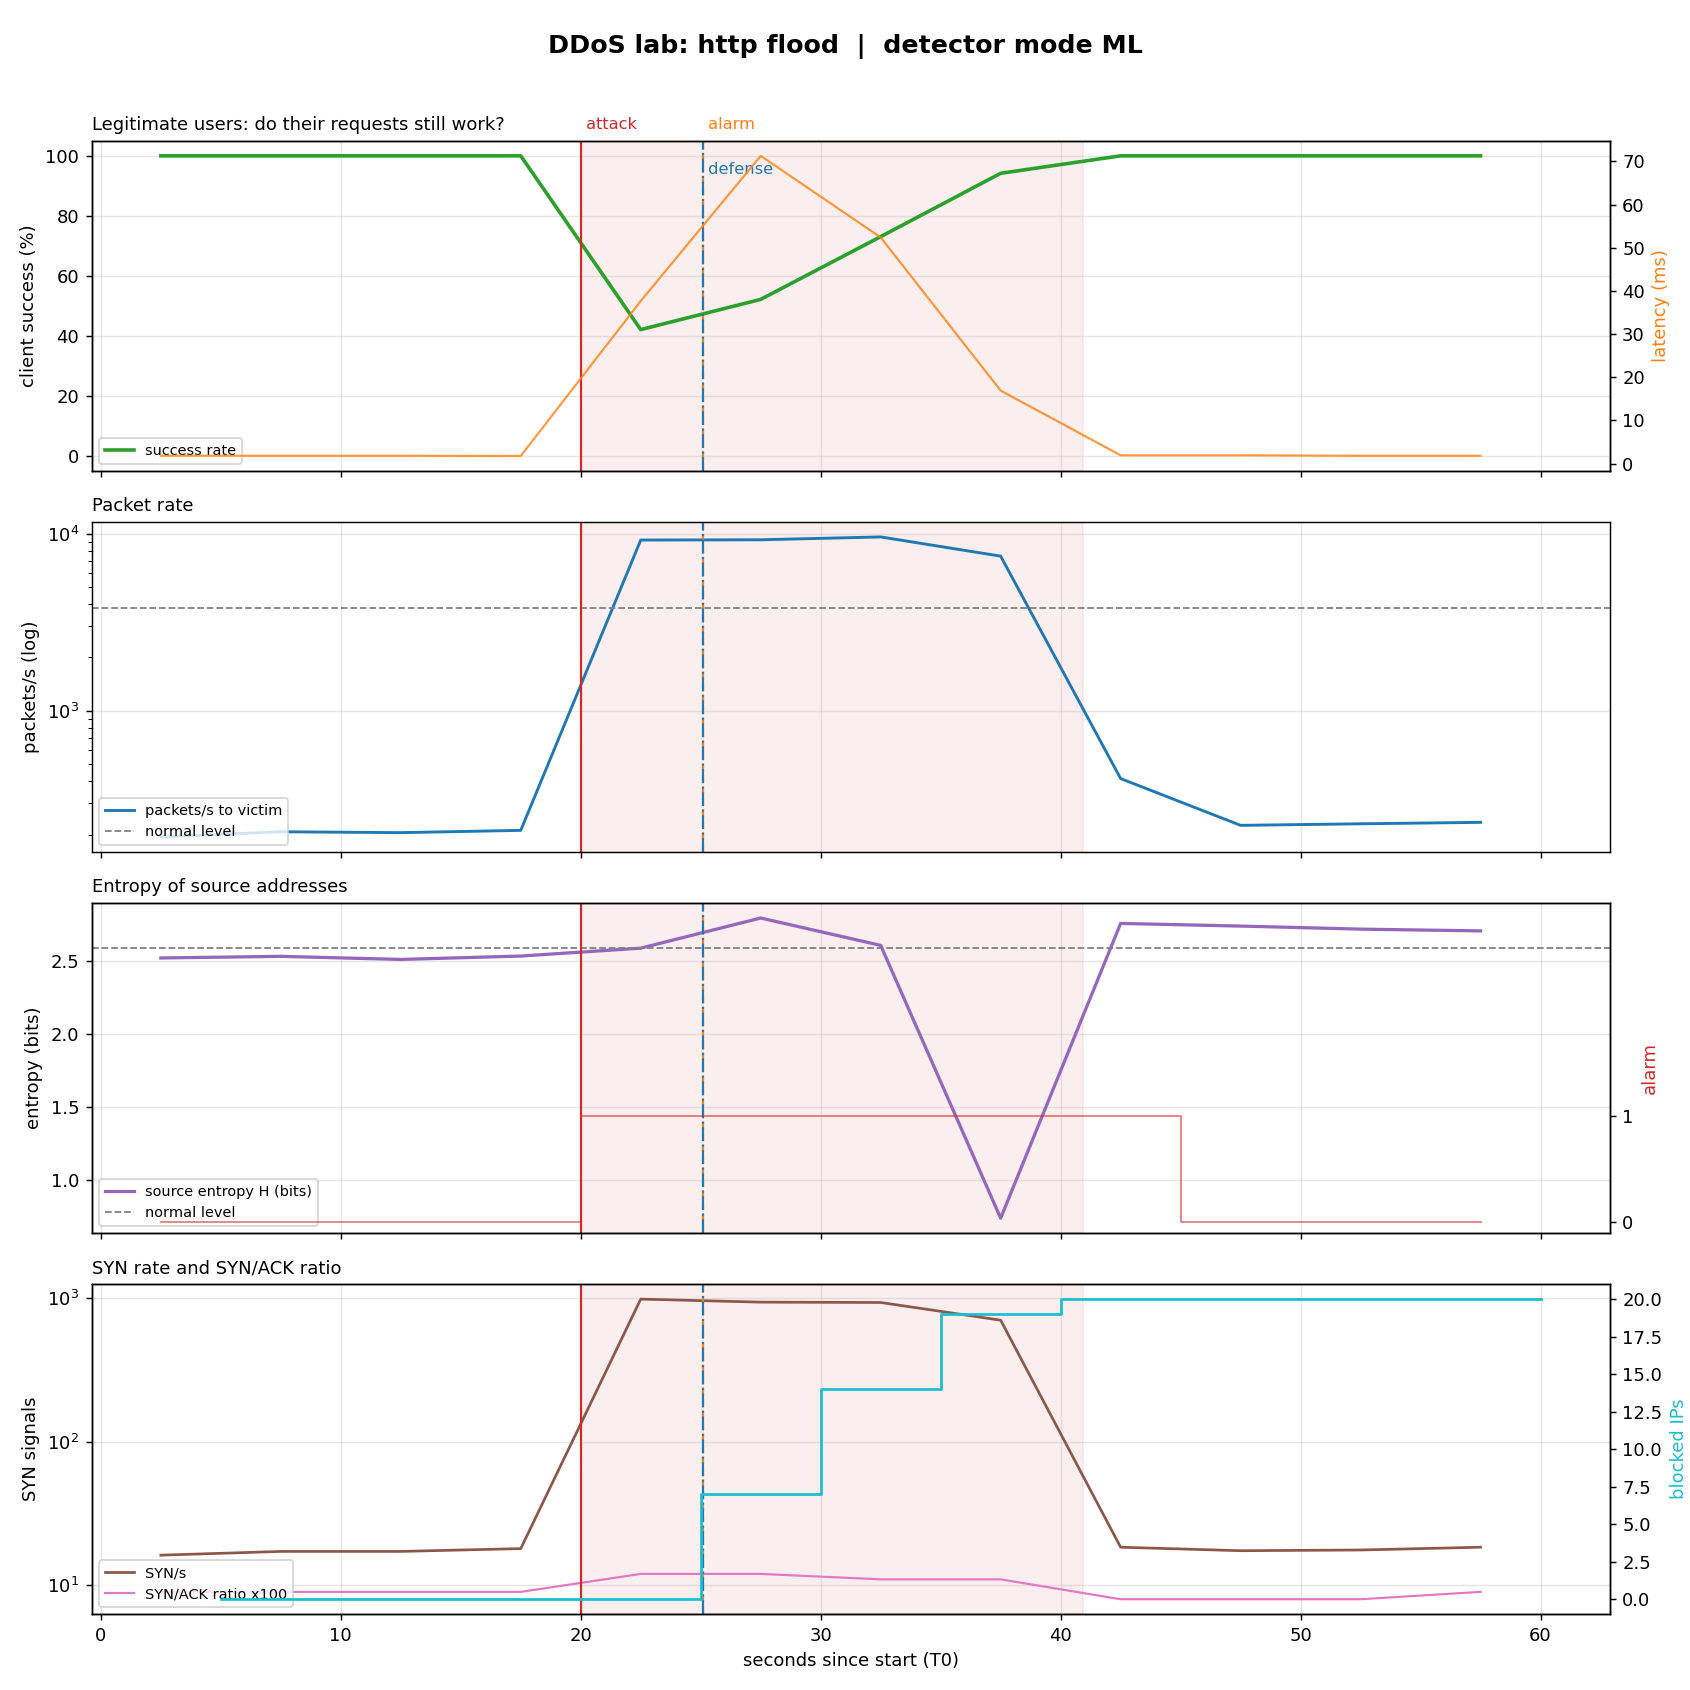 DDoS lab: http flood | detector mode ML
Legitimate users: do their requests still work?
attack
alarm
defense
client success (%)
100
80
60
40
20
0
70
60
50
40
30
20
10
0
latency (ms)
success rate
Packet rate
packets/s (log)
10⁴
10³
packets/s to victim
normal level
Entropy of source addresses
entropy (bits)
2.5
2.0
1.5
1.0
alarm
1
0
source entropy H (bits)
normal level
SYN rate and SYN/ACK ratio
SYN signals
10³
10²
10¹
20.0
17.5
15.0
12.5
10.0
7.5
5.0
2.5
0.0
blocked IPs
SYN/s
SYN/ACK ratio x100
0 10 20 30 40 50 60
seconds since start (T0)